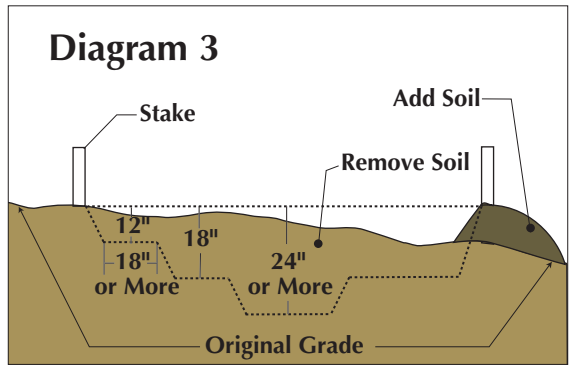 Diagram 3
Stake
Add Soil
Remove Soil
12"
18"
18"
or More
24"
or More
Original Grade